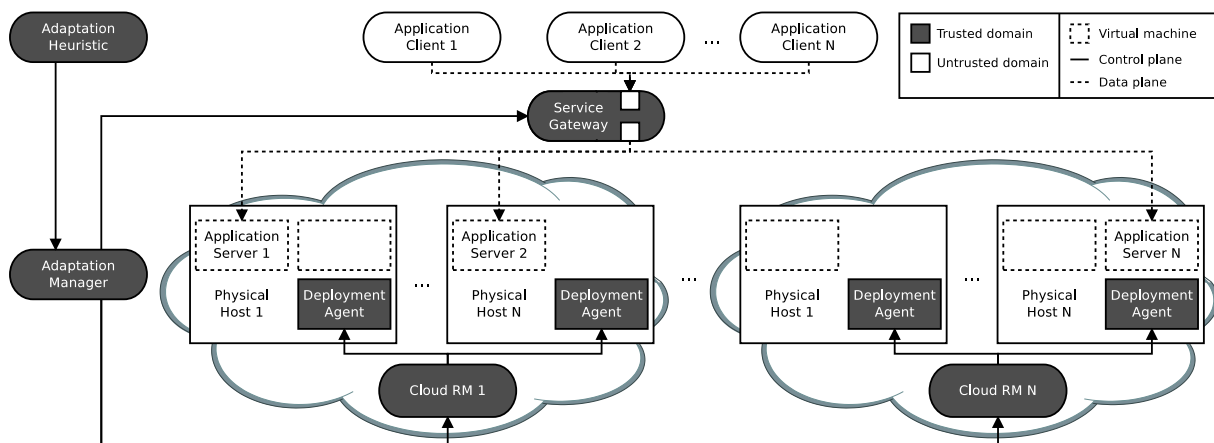 Adaptation
Heuristic
Application
Client 1
Application
Client 2
...
Application
Client N
Trusted domain
Untrusted domain
Virtual machine
Control plane
Data plane
Service
Gateway
Adaptation
Manager
Application
Server 1
Physical
Host 1
Deployment
Agent
...
Application
Server 2
Physical
Host N
Deployment
Agent
...
Physical
Host 1
Deployment
Agent
...
Application
Server N
Physical
Host N
Deployment
Agent
Cloud RM 1
Cloud RM N